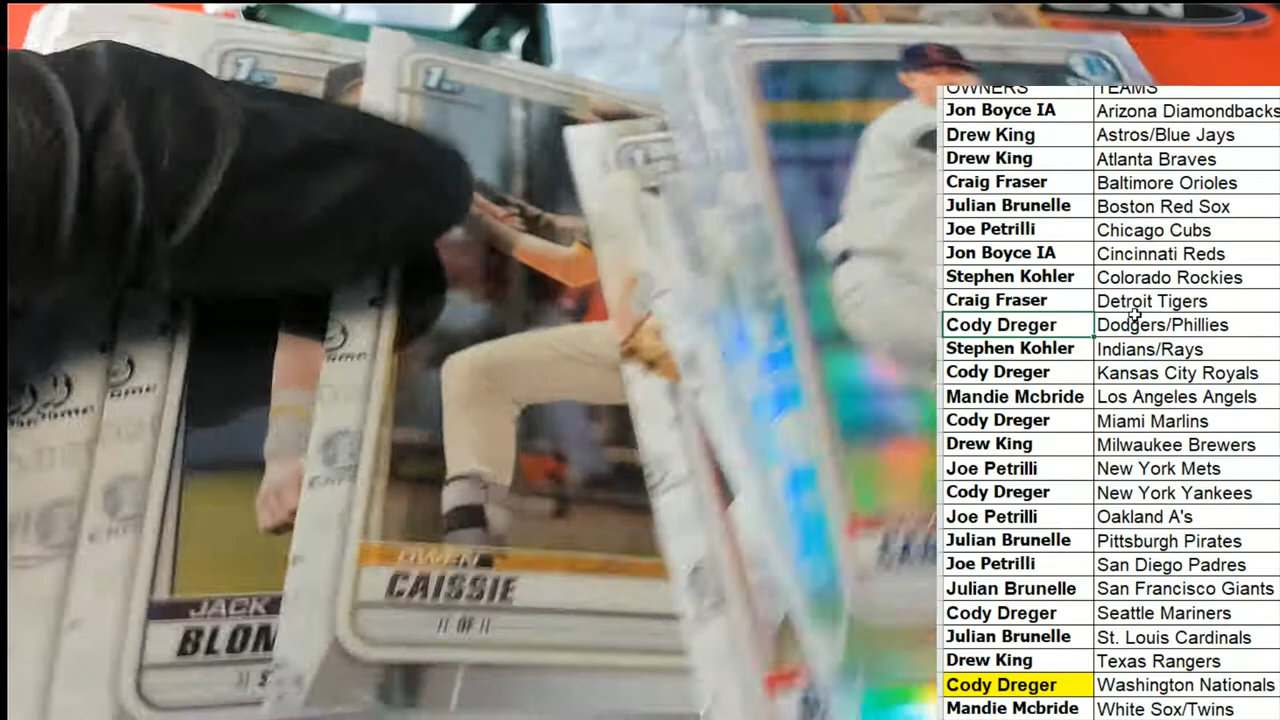 OWNERS TEAMS
Jon Boyce IA Arizona Diamondbacks
Drew King Astros/Blue Jays
Drew King Atlanta Braves
Craig Fraser Baltimore Orioles
Julian Brunelle Boston Red Sox
Joe Petrilli Chicago Cubs
Jon Boyce IA Cincinnati Reds
Stephen Kohler Colorado Rockies
Craig Fraser Detroit Tigers
Cody Dreger Dodgers/Phillies
Stephen Kohler Indians/Rays
Cody Dreger Kansas City Royals
Mandie Mcbride Los Angeles Angels
Cody Dreger Miami Marlins
Drew King Milwaukee Brewers
Joe Petrilli New York Mets
Cody Dreger New York Yankees
Joe Petrilli Oakland A's
Julian Brunelle Pittsburgh Pirates
Joe Petrilli San Diego Padres
Julian Brunelle San Francisco Giants
Cody Dreger Seattle Mariners
Julian Brunelle St. Louis Cardinals
Drew King Texas Rangers
Cody Dreger Washington Nationals
Mandie Mcbride White Sox/Twins
1st
OWEN
CAISSIE
// OF //
JACK
BLOM
// S